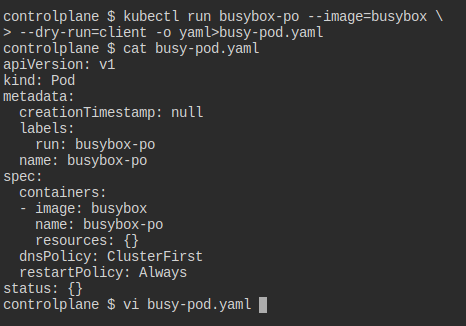 controlplane $ kubectl run busybox-po --image=busybox \
> --dry-run=client -o yaml>busy-pod.yaml
controlplane $ cat busy-pod.yaml
apiVersion: v1
kind: Pod
metadata:
  creationTimestamp: null
  labels:
    run: busybox-po
  name: busybox-po
spec:
  containers:
  - image: busybox
    name: busybox-po
    resources: {}
  dnsPolicy: ClusterFirst
  restartPolicy: Always
status: {}
controlplane $ vi busy-pod.yaml